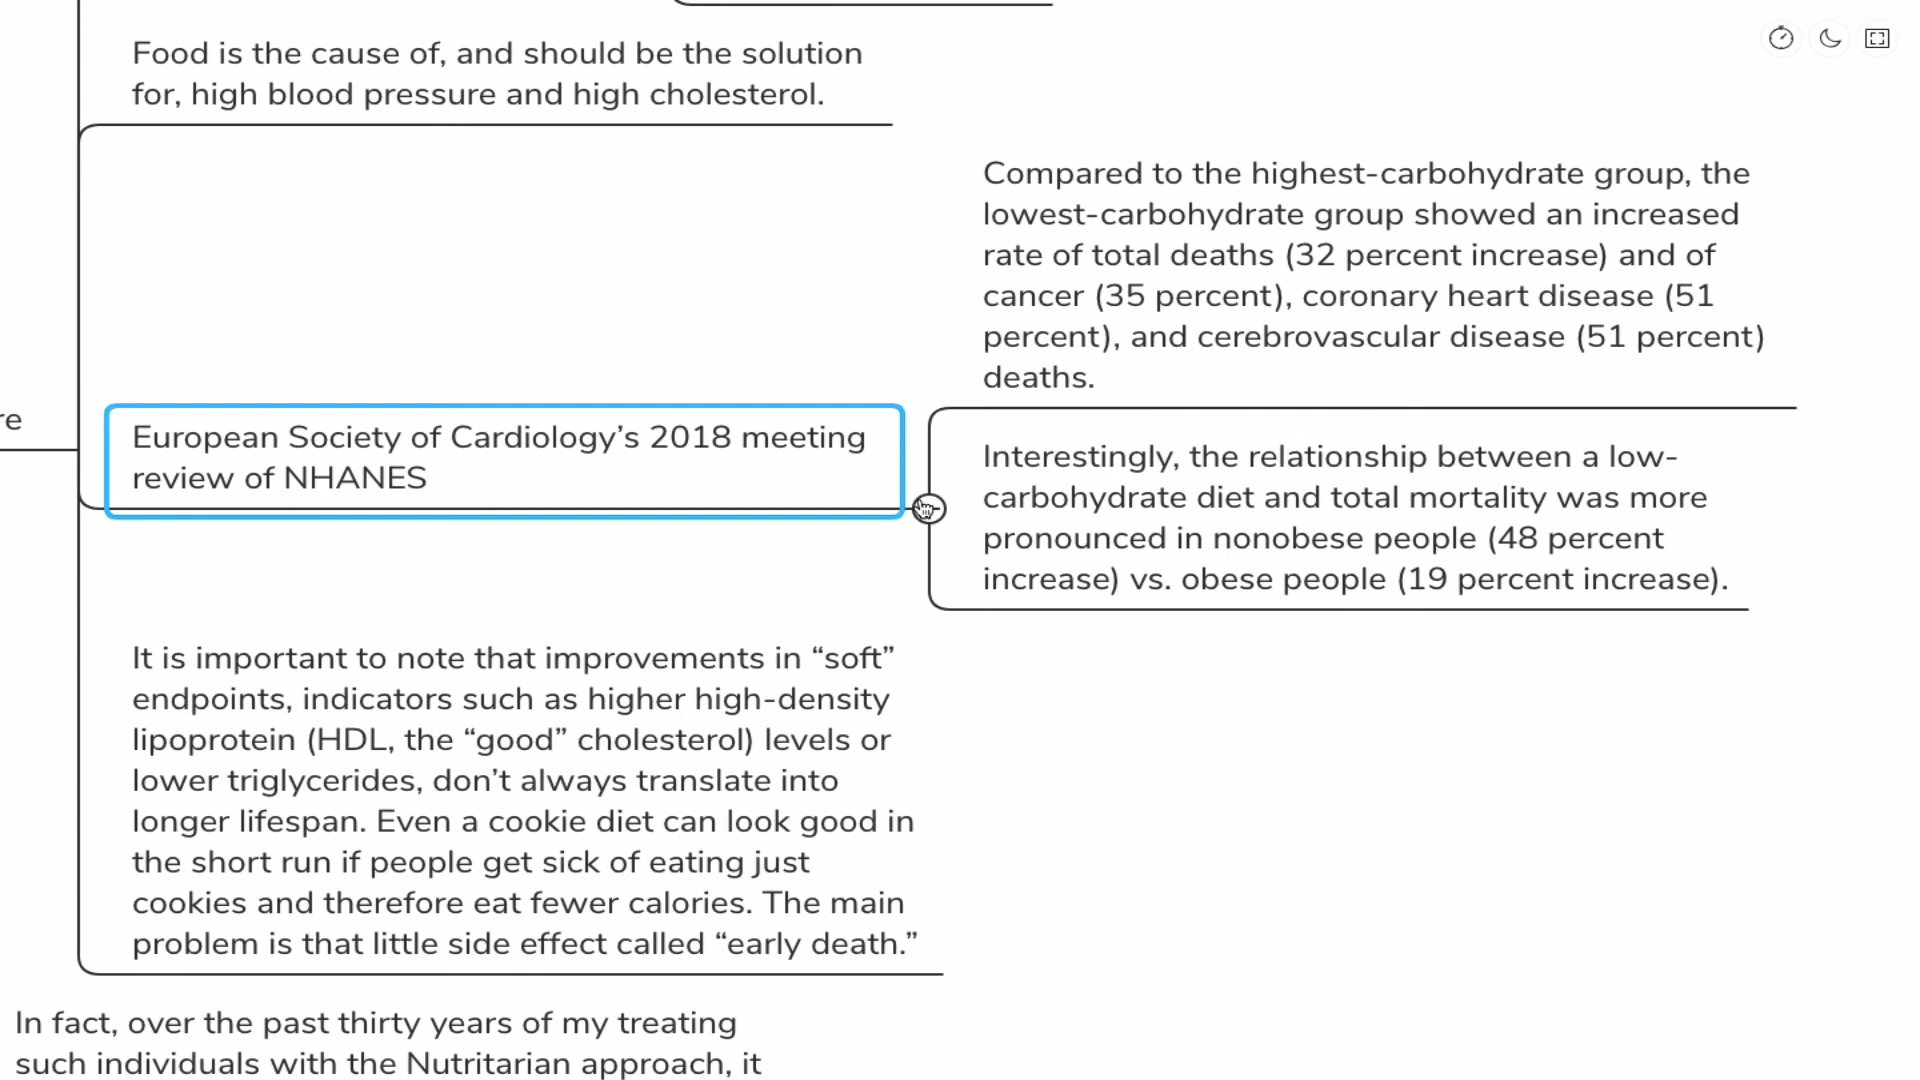 Food is the cause of, and should be the solution
for, high blood pressure and high cholesterol.
Compared to the highest-carbohydrate group, the
lowest-carbohydrate group showed an increased
rate of total deaths (32 percent increase) and of
cancer (35 percent), coronary heart disease (51
percent), and cerebrovascular disease (51 percent)
deaths.
re
European Society of Cardiology’s 2018 meeting
review of NHANES
Interestingly, the relationship between a low-
carbohydrate diet and total mortality was more
pronounced in nonobese people (48 percent
increase) vs. obese people (19 percent increase).
It is important to note that improvements in “soft”
endpoints, indicators such as higher high-density
lipoprotein (HDL, the “good” cholesterol) levels or
lower triglycerides, don’t always translate into
longer lifespan. Even a cookie diet can look good in
the short run if people get sick of eating just
cookies and therefore eat fewer calories. The main
problem is that little side effect called “early death.”
In fact, over the past thirty years of my treating
such individuals with the Nutritarian approach, it